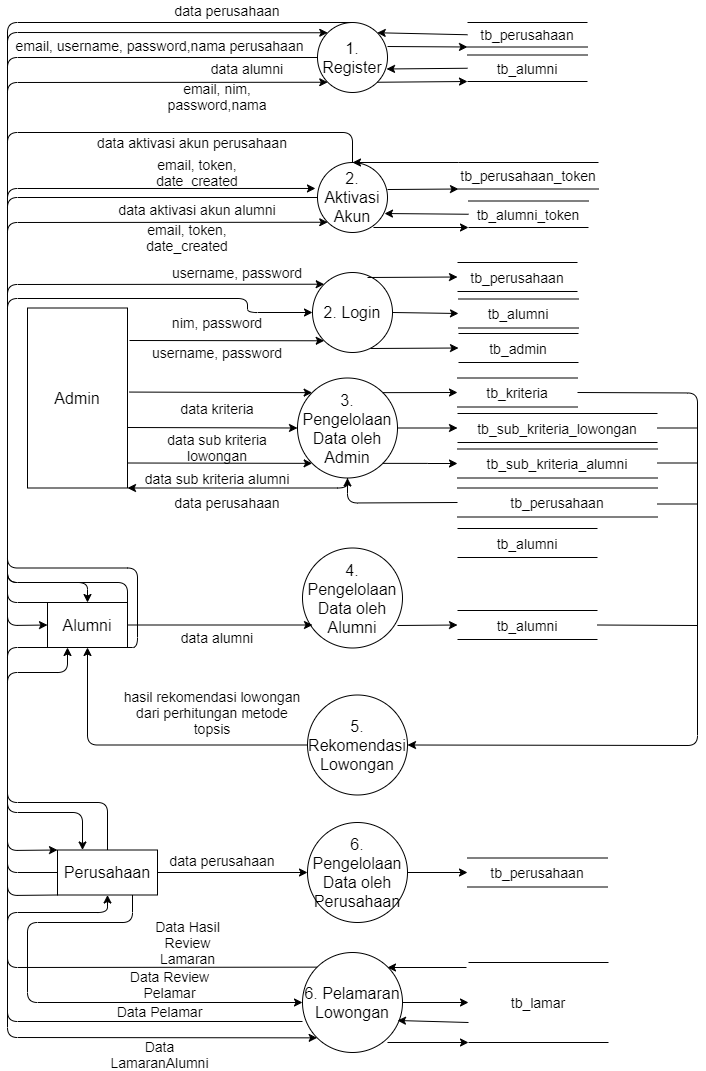 data perusahaan
email, username, password,nama perusahaan
data alumni
email, nim,
password,nama
1.
Register
tb_perusahaan
tb_alumni
data aktivasi akun perusahaan
email, token,
date_created
data aktivasi akun alumni
email, token,
date_created
2.
Aktivasi
Akun
tb_perusahaan_token
tb_alumni_token
username, password
nim, password
username, password
2. Login
tb_perusahaan
tb_alumni
tb_admin
Admin
data kriteria
data sub kriteria
lowongan
data sub kriteria alumni
data perusahaan
3.
Pengelolaan
Data oleh
Admin
tb_kriteria
tb_sub_kriteria_lowongan
tb_sub_kriteria_alumni
tb_perusahaan
tb_alumni
Alumni
data alumni
4.
Pengelolaan
Data oleh
Alumni
tb_alumni
hasil rekomendasi lowongan
dari perhitungan metode
topsis
5.
Rekomendasi
Lowongan
Perusahaan
data perusahaan
6.
Pengelolaan
Data oleh
Perusahaan
tb_perusahaan
Data Hasil
Review
Lamaran
Data Review
Pelamar
Data Pelamar
Data
LamaranAlumni
6. Pelamaran
Lowongan
tb_lamar